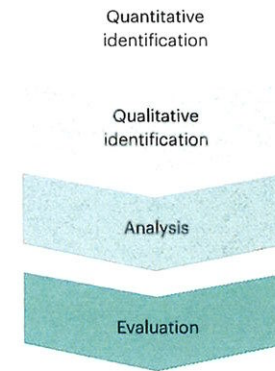 Quantitative
identification
Qualitative
identification
Analysis
Evaluation